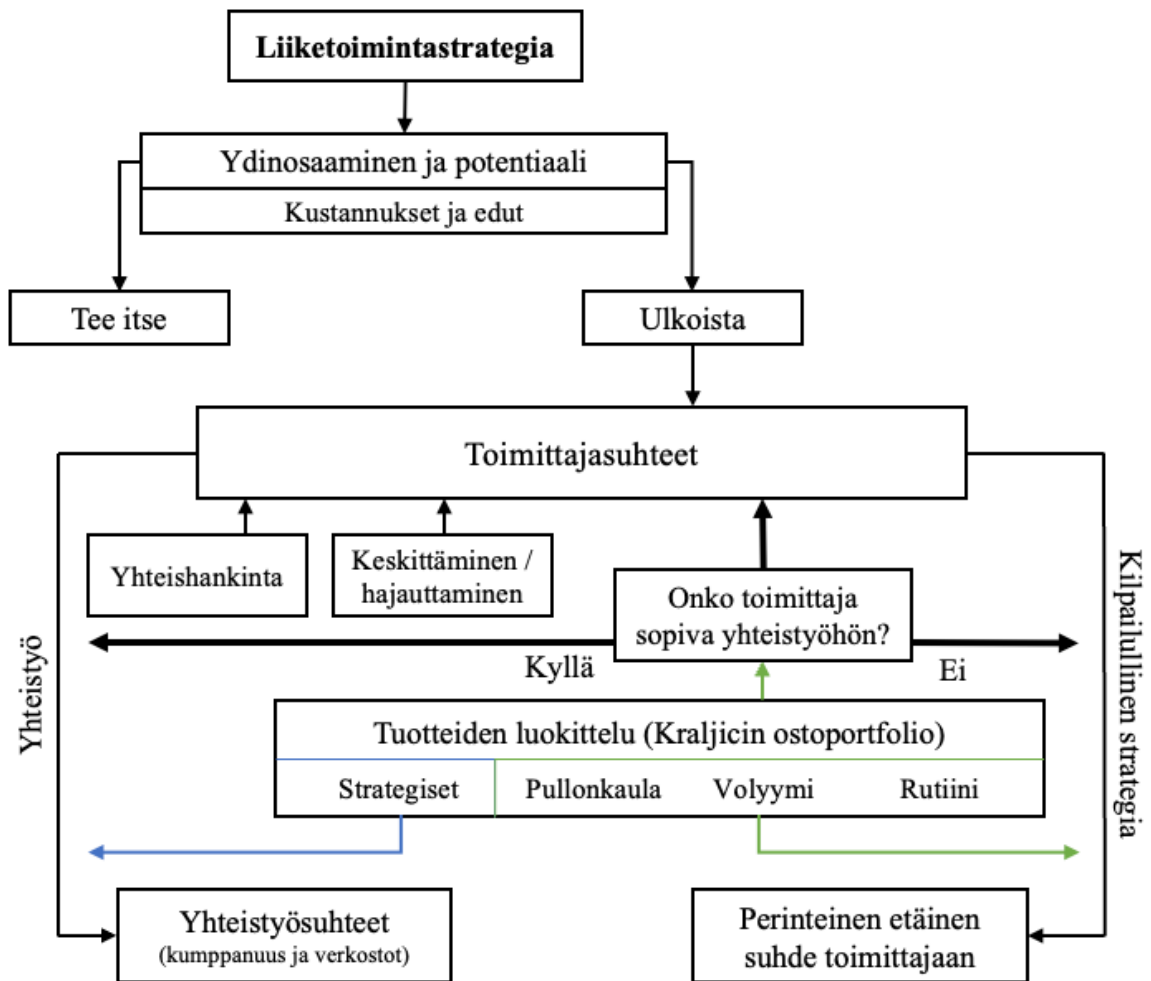 Liiketoimintastrategia
Ydinosaaminen ja potentiaali
Kustannukset ja edut
Tee itse
Ulkoista
Toimittajasuhteet
Yhteishankinta
Keskittäminen /
hajauttaminen
Onko toimittaja
sopiva yhteistyöhön?
Kyllä
Ei
Yhteistyö
Kilpailullinen strategia
Tuotteiden luokittelu (Kraljicin ostoportfolio)
Strategiset
Pullonkaula
Volyymi
Rutiini
Yhteistyösuhteet
(kumppanuus ja verkostot)
Perinteinen etäinen
suhde toimittajaan